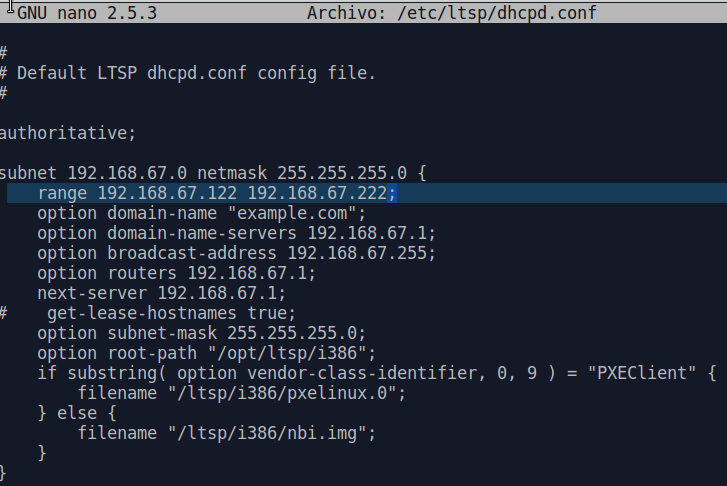 GNU nano 2.5.3 Archivo: /etc/ltsp/dhcpd.conf
#
# Default LTSP dhcpd.conf config file.
#
authoritative;
subnet 192.168.67.0 netmask 255.255.255.0 {
range 192.168.67.122 192.168.67.222;
option domain-name "example.com";
option domain-name-servers 192.168.67.1;
option broadcast-address 192.168.67.255;
option routers 192.168.67.1;
next-server 192.168.67.1;
# get-lease-hostnames true;
option subnet-mask 255.255.255.0;
option root-path "/opt/ltsp/i386";
if substring( option vendor-class-identifier, 0, 9 ) = "PXEClient" {
filename "/ltsp/i386/pxelinux.0";
} else {
filename "/ltsp/i386/nbi.img";
}
}